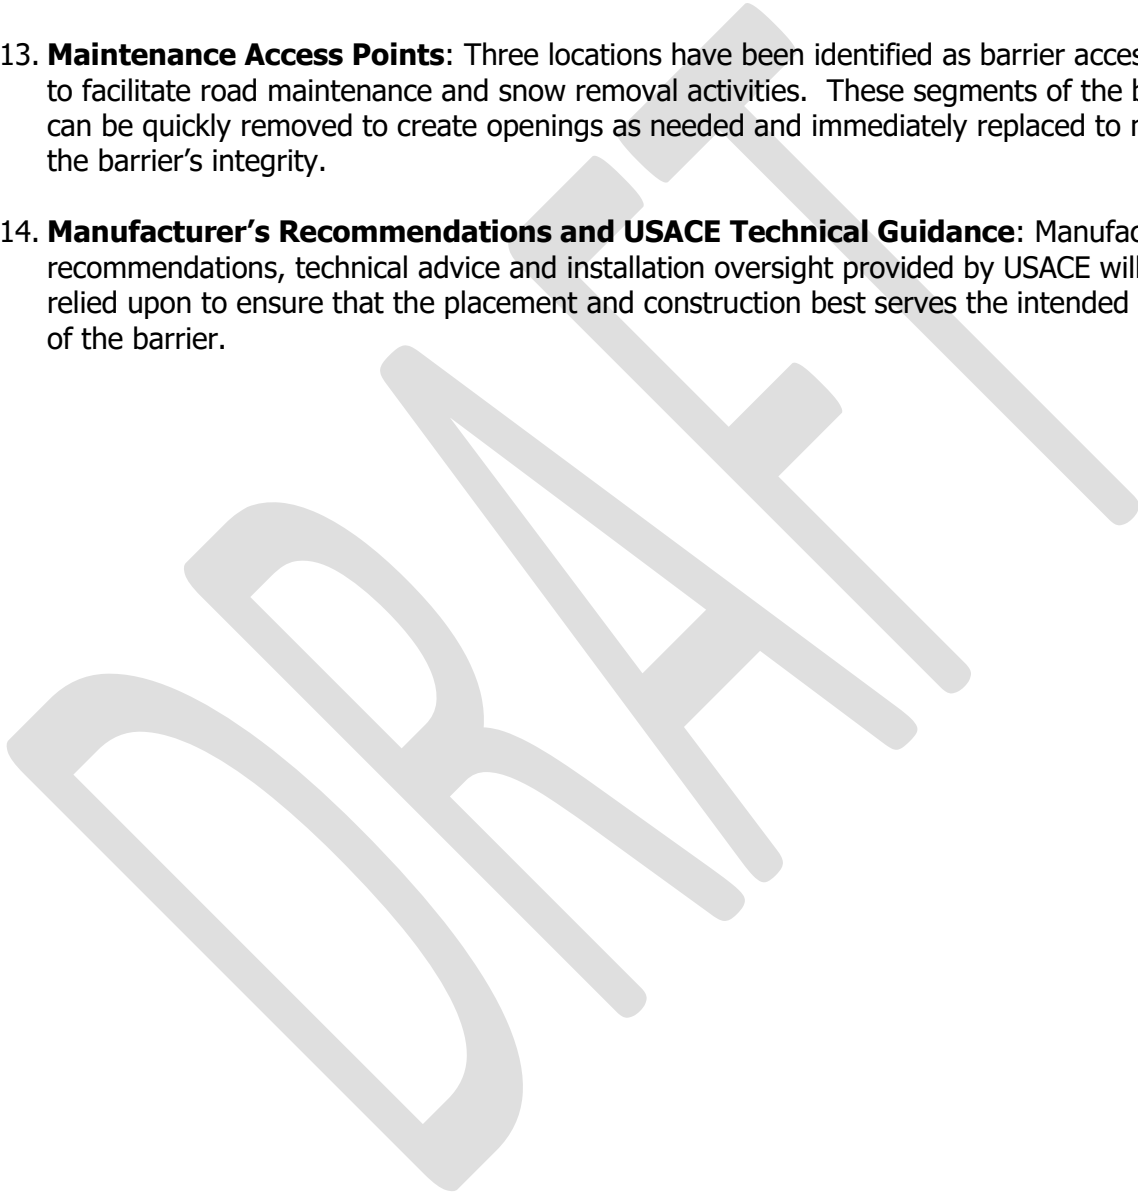 13. Maintenance Access Points: Three locations have been identified as barrier
to facilitate road maintenance and snow removal activities.  These segments of the
can be quickly removed to create openings as needed and immediately replaced to
the barrier’s integrity.
14. Manufacturer’s Recommendations and USACE Technical Guidance:
recommendations, technical advice and installation oversight provided by USACE will
relied upon to ensure that the placement and construction best serves the intended
of the barrier.
DRAFT